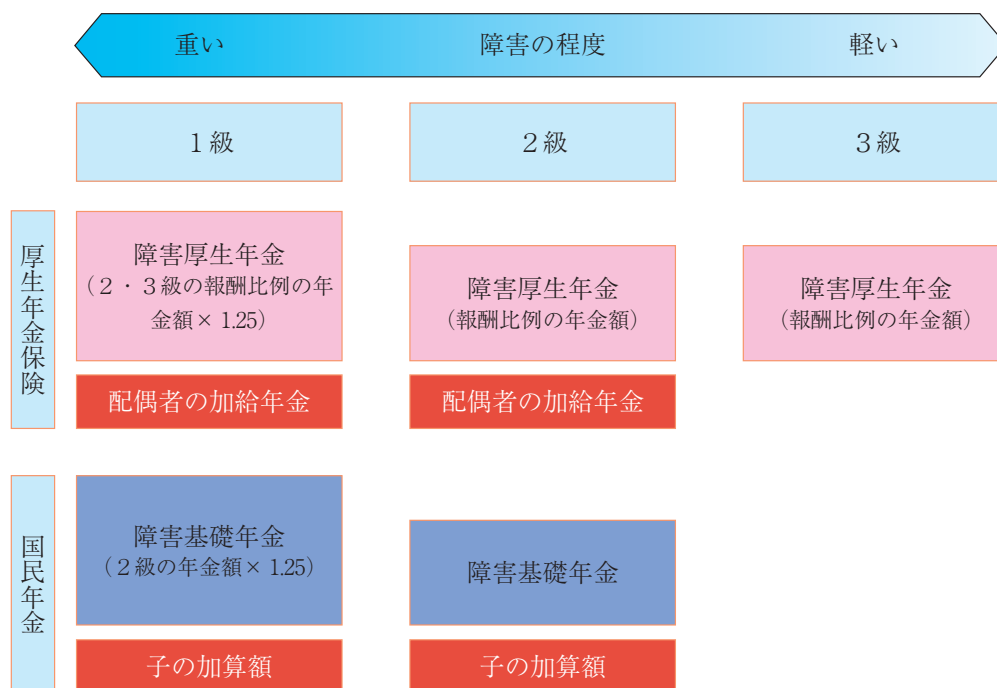 重い 障害の程度 軽い
1級 2級 3級
厚生年金保険
障害厚生年金
（２・３級の報酬比例の年
金額× 1.25）
障害厚生年金
（報酬比例の年金額）
障害厚生年金
（報酬比例の年金額）
配偶者の加給年金
配偶者の加給年金
国民年金
障害基礎年金
（２級の年金額× 1.25）
障害基礎年金
子の加算額
子の加算額